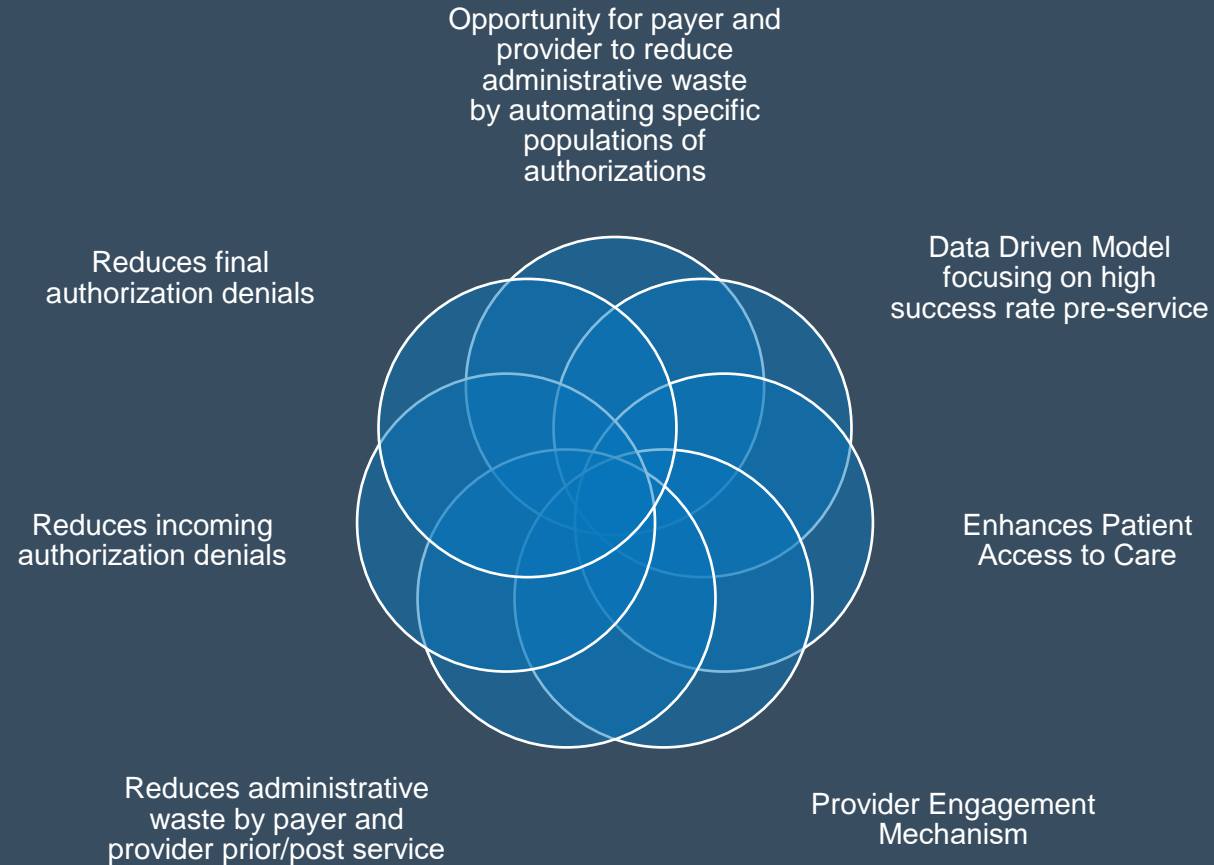 Opportunity for payer and
provider to reduce
administrative waste
by automating specific
populations of
authorizations
Data Driven Model
focusing on high
success rate pre-service
Enhances Patient
Access to Care
Provider Engagement
Mechanism
Reduces administrative
waste by payer and
provider prior/post service
Reduces incoming
authorization denials
Reduces final
authorization denials